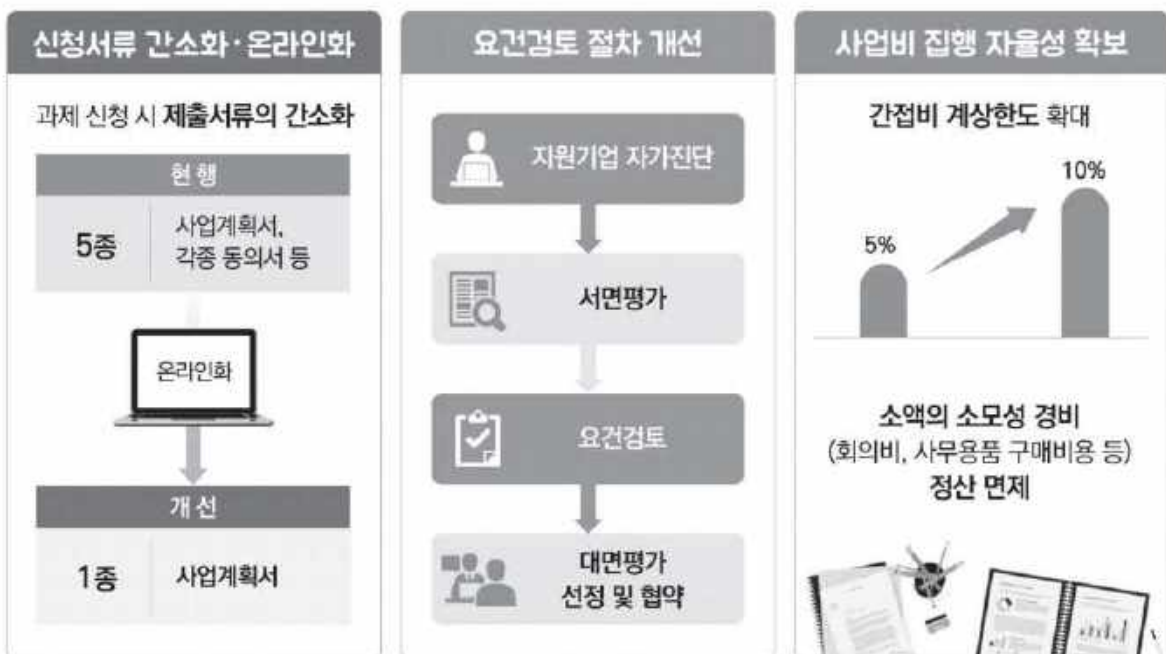 신청서류 간소화·온라인화
과제 신청 시 제출서류의 간소화
현 행
5종
사업계획서,
각종 동의서 등
온라인화
개 선
1종
사업계획서
요건검토 절차 개선
지원기업 자가진단
서면평가
요건검토
대면평가
선정 및 협약
사업비 집행 자율성 확보
간접비 계상한도 확대
5%
10%
소액의 소모성 경비
(회의비, 사무용품 구매비용 등)
정산 면제